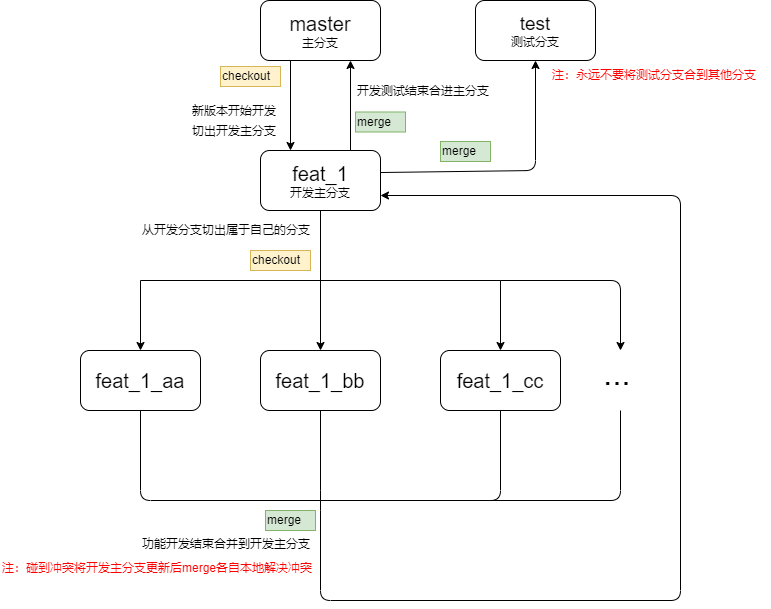 master
主分支
test
测试分支
checkout
注：永远不要将测试分支合到其他分支
开发测试结束合进主分支
新版本开始开发
切出开发主分支
merge
merge
feat_1
开发主分支
从开发分支切出属于自己的分支
checkout
feat_1_aa
feat_1_bb
feat_1_cc
...
merge
功能开发结束合并到开发主分支
注：碰到冲突将开发主分支更新后merge各自本地解决冲突